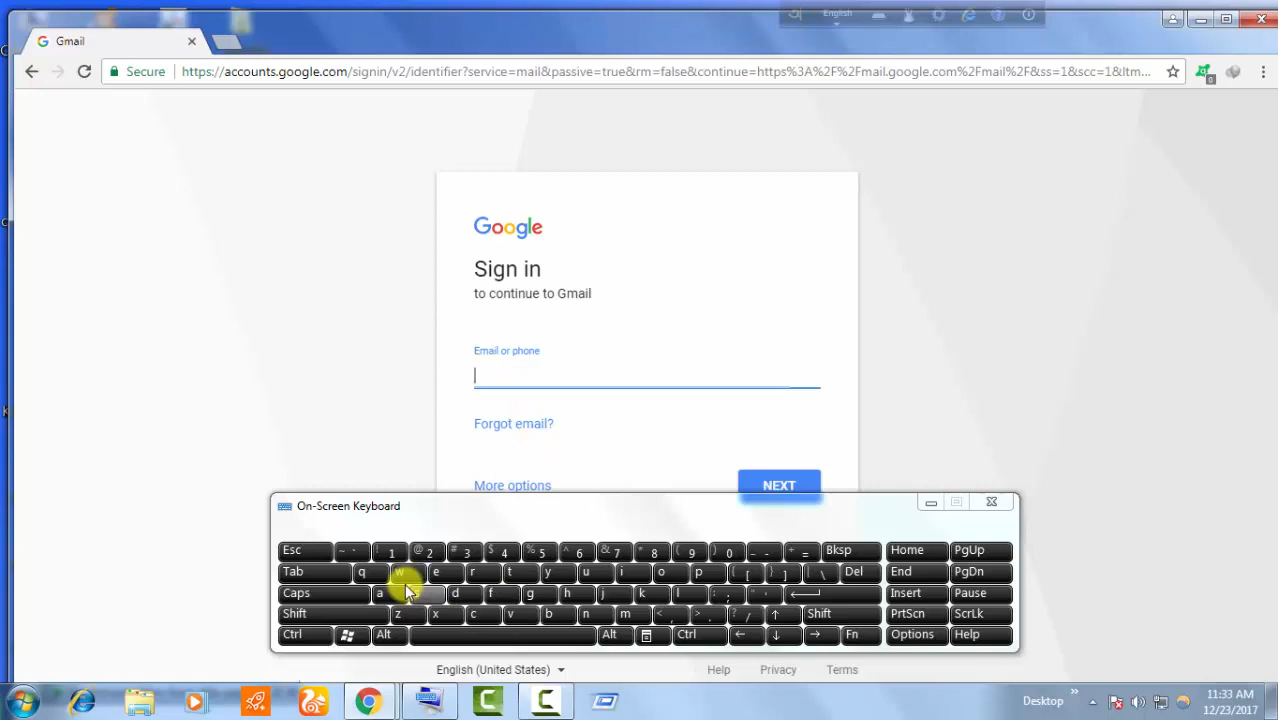 English
Gmail
Secure https://accounts.google.com/signin/v2/identifier?service=mail&passive=true&rm=false&continue=https%3A%2F%2Fmail.google.com%2Fmail%2F&ss=1&scc=1&ltm...
0
Google
Sign in
to continue to Gmail
Email or phone
Forgot email?
More options NEXT
On-Screen Keyboard
Esc ~ ` ! 1 @ 2 # 3 $ 4 % 5 ^ 6 & 7 * 8 ( 9 ) 0 _ - + = Bksp Home PgUp
Tab q w e r t y u i o p { [ } ] | \ Del End PgDn
Caps a d f g h j k l : ; " ' Insert Pause
Shift z x c v b n m < , > . ? / ↑ Shift PrtScn ScrLk
Ctrl Alt Alt Ctrl ← ↓ → Fn Options Help
English (United States) Help Privacy Terms
Desktop » 11:33 AM
12/23/2017